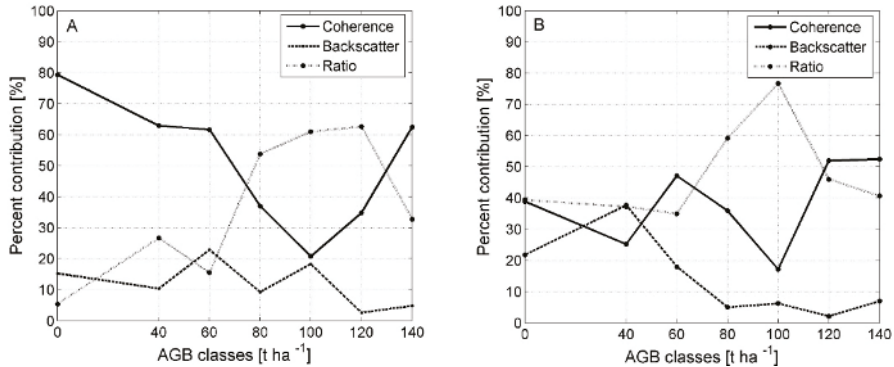 A
Coherence
Backscatter
Ratio
Percent contribution [%]
100
90
80
70
60
50
40
30
20
10
0
0 40 60 80 100 120 140
AGB classes [t ha -1]
B
Coherence
Backscatter
Ratio
Percent contribution [%]
100
90
80
70
60
50
40
30
20
10
0
0 40 60 80 100 120 140
AGB classes [t ha -1]